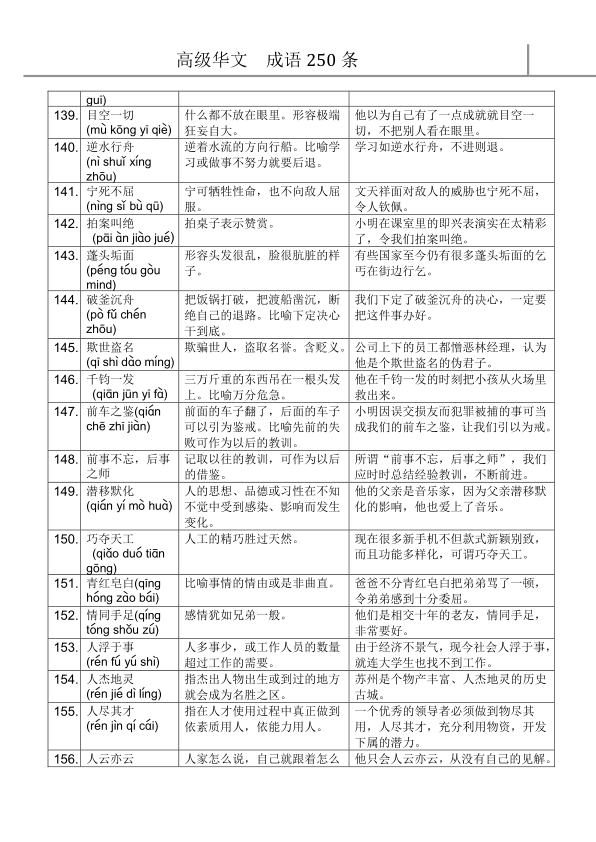 高级华文 成语 250 条
guī)
139. 目空一切 什么都不放在眼里。形容极端 他以为自己有了一点成就就目空一
(mù kōng yī qiè) 狂妄自大。 切，不把别人看在眼里。
140. 逆水行舟 逆着水流的方向行船。比喻学 学习如逆水行舟，不进则退。
(nì shuǐ xíng 习或做事不努力就要后退。
zhōu)
141. 宁死不屈 宁可牺牲性命，也不向敌人屈 文天祥面对敌人的威胁也宁死不屈，
(nìng sǐ bù qū) 服。 令人钦佩。
142. 拍案叫绝 拍桌子表示赞赏。 小明在课室里的即兴表演实在太精彩
(pāi àn jiào jué) 了，令我们拍案叫绝。
143. 蓬头垢面 形容头发很乱，脸很肮脏的样 有些国家至今仍有很多蓬头垢面的乞
(péng tóu gòu 子。 丐在街边行乞。
mind)
144. 破釜沉舟 把饭锅打破，把渡船凿沉，断 我们下定了破釜沉舟的决心，一定要
(pò fǔ chén 绝自己的退路。比喻下定决心 把这件事办好。
zhōu) 干到底。
145. 欺世盗名 欺骗世人，盗取名誉。含贬义。 公司上下的员工都憎恶林经理，认为
(qī shì dào míng) 他是个欺世盗名的伪君子。
146. 千钧一发 三万斤重的东西吊在一根头发 他在千钧一发的时刻把小孩从火场里
(qiān jūn yī fà) 上。比喻万分危急。 救出来。
147. 前车之鉴(qián 前面的车子翻了，后面的车子 小明因误交损友而犯罪被捕的事可当
chē zhī jiàn) 可以引为鉴戒。比喻先前的失 成我们的前车之鉴，让我们引以为戒。
败可作为以后的教训。
148. 前事不忘，后事 记取以往的教训，可作为以后 所谓“前事不忘，后事之师”，我们
之师 的借鉴。 应时时总结经验教训，不断前进。
149. 潜移默化 人的思想、品德或习性在不知 他的父亲是音乐家，因为父亲潜移默
(qián yí mò huà) 不觉中受到感染、影响而发生 化的影响，他也爱上了音乐。
变化。
150. 巧夺天工 人工的精巧胜过天然。 现在很多新手机不但款式新颖别致，
(qiǎo duó tiān 而且功能多样化，可谓巧夺天工。
gōng)
151. 青红皂白(qīng 比喻事情的情由或是非曲直。 爸爸不分青红皂白把弟弟骂了一顿，
hóng zào bái) 令弟弟感到十分委屈。
152. 情同手足(qíng 感情犹如兄弟一般。 他们是相交十年的老友，情同手足，
tóng shǒu zú) 非常要好。
153. 人浮于事 人多事少，或工作人员的数量 由于经济不景气，现今社会人浮于事，
(rén fú yú shì) 超过工作的需要。 就连大学生也找不到工作。
154. 人杰地灵 指杰出人物出生或到过的地方 苏州是个物产丰富、人杰地灵的历史
(rén jié dì líng) 就会成为名胜之区。 古城。
155. 人尽其才 指在人才使用过程中真正做到 一个优秀的领导者必须做到物尽其
(rén jìn qí cái) 依素质用人，依能力用人。 用，人尽其才，充分利用物资，开发
下属的潜力。
156. 人云亦云 人家怎么说，自己就跟着怎么 他只会人云亦云，从没有自己的见解。